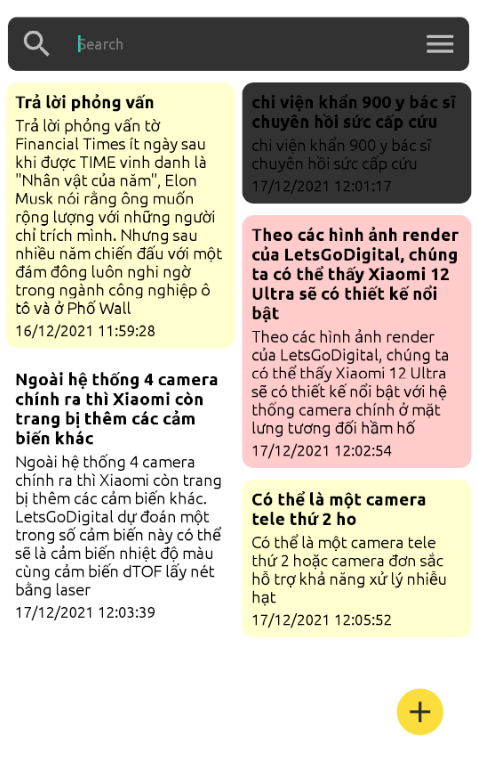 Search
Trả lời phỏng vấn
Trả lời phỏng vấn tờ
Financial Times ít ngày sau
khi được TIME vinh danh là
"Nhân vật của năm", Elon
Musk nói rằng ông muốn
rộng lượng với những người
chỉ trích mình. Nhưng sau
nhiều năm chiến đấu với một
đám đông luôn nghi ngờ
trong ngành công nghiệp ô
tô và ở Phố Wall
16/12/2021 11:59:28
Ngoài hệ thống 4 camera
chính ra thì Xiaomi còn
trang bị thêm các cảm
biến khác
Ngoài hệ thống 4 camera
chính ra thì Xiaomi còn trang
bị thêm các cảm biến khác.
LetsGoDigital dự đoán một
trong số cảm biến này có thể
sẽ là cảm biến nhiệt độ màu
cùng cảm biến dTOF lấy nét
bằng laser
17/12/2021 12:03:39
chi viện khẩn 900 y bác sĩ
chuyên hồi sức cấp cứu
chi viện khẩn 900 y bác sĩ
chuyên hồi sức cấp cứu
17/12/2021 12:01:17
Theo các hình ảnh render
của LetsGoDigital, chúng
ta có thể thấy Xiaomi 12
Ultra sẽ có thiết kế nổi
bật
Theo các hình ảnh render
của LetsGoDigital, chúng ta
có thể thấy Xiaomi 12 Ultra
sẽ có thiết kế nổi bật với hệ
thống camera chính ở mặt
lưng tương đối hầm hố
17/12/2021 12:02:54
Có thể là một camera
tele thứ 2 ho
Có thể là một camera tele
thứ 2 hoặc camera đơn sắc
hỗ trợ khả năng xử lý nhiễu
hạt
17/12/2021 12:05:52